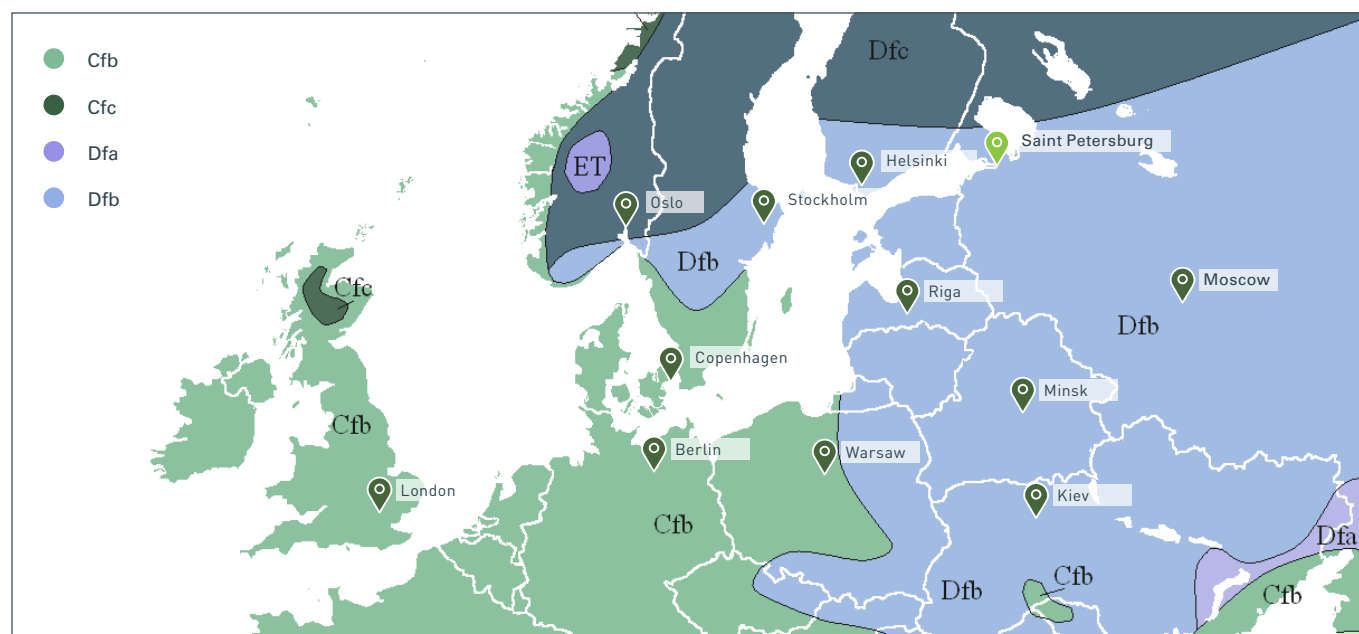 Cfb
Cfc
Dfa
Dfb
Dfc
Saint Petersburg
Helsinki
ET
Oslo
Stockholm
Dfb
Cfc
Riga
Moscow
Dfb
Copenhagen
Minsk
Cfb
Berlin
Warsaw
London
Kiev
Cfb
Dfa
Cfb
Dfb
Cfb